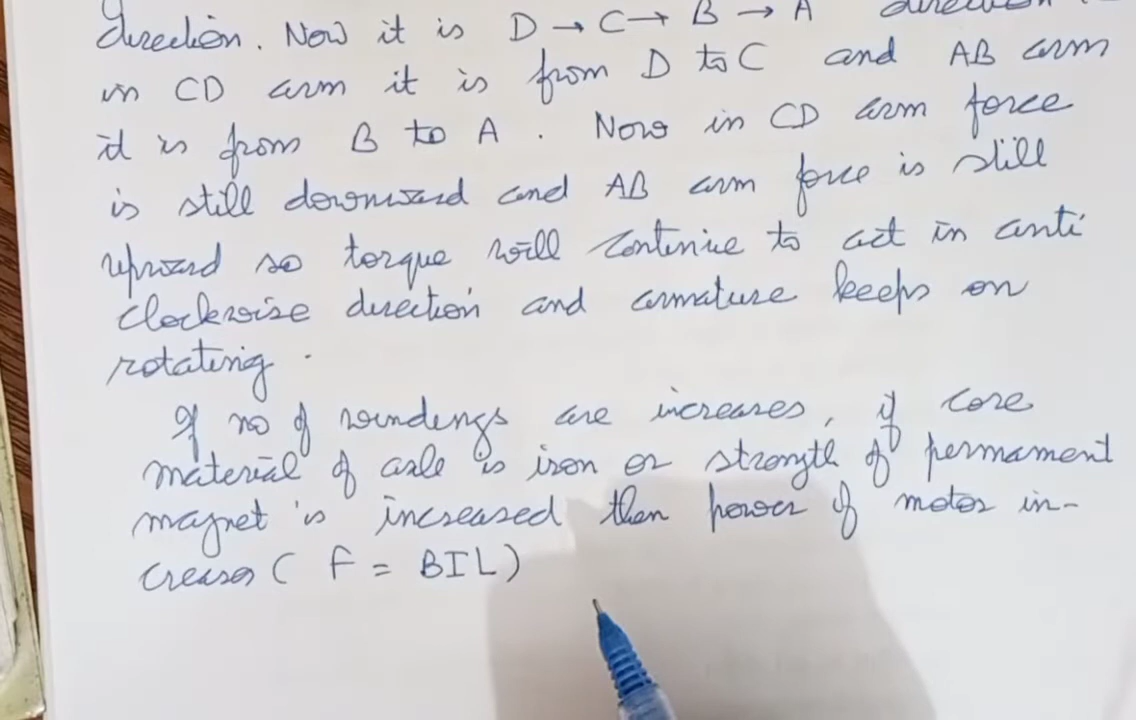 direction. Now it is D → C → B → A direction
in CD arm it is from D to C and AB arm
it is from B to A . Now in CD arm force
is still downward and AB arm force is still
upward so torque will continue to act in anti
clockwise direction and armature keeps on
rotating .
If no of windings are increases, if core
material of axle is iron or strongth of permament
magnet is increased then power of motor in-
creases ( F = BIL)